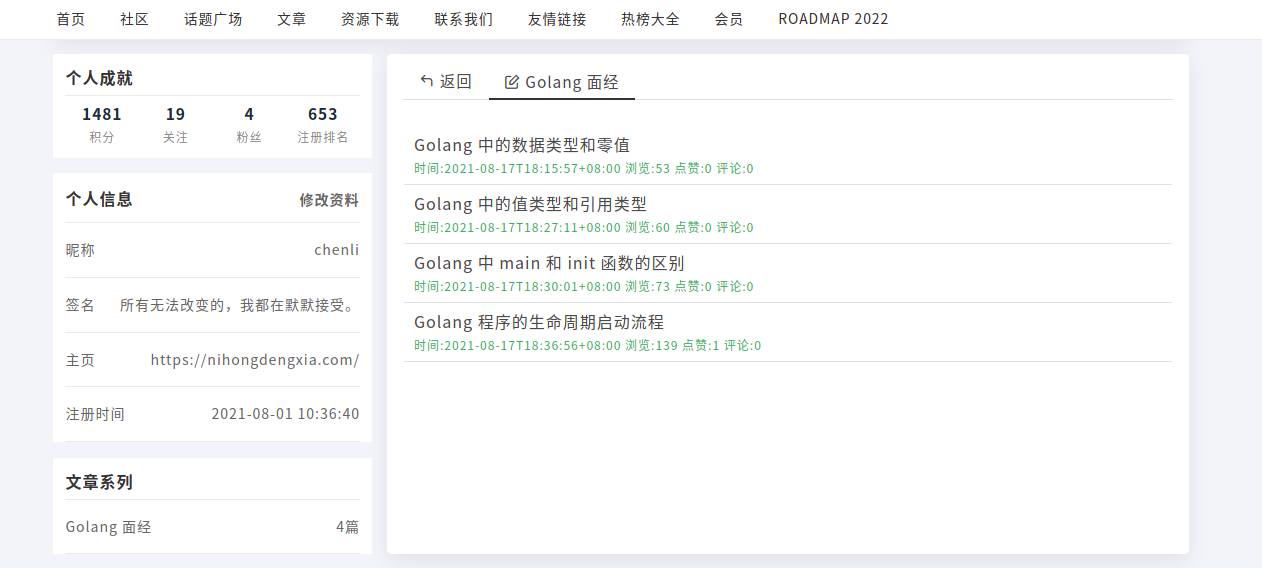 首页 社区 话题广场 文章 资源下载 联系我们 友情链接 热榜大全 会员 ROADMAP 2022
个人成就
1481 19 4 653
积分 关注 粉丝 注册排名
个人信息 修改资料
昵称 chenli
签名 所有无法改变的，我都在默默接受。
主页 https://nihongdengxia.com/
注册时间 2021-08-01 10:36:40
文章系列
Golang 面经 4篇
返回 Golang 面经
Golang 中的数据类型和零值
时间:2021-08-17T18:15:57+08:00 浏览:53 点赞:0 评论:0
Golang 中的值类型和引用类型
时间:2021-08-17T18:27:11+08:00 浏览:60 点赞:0 评论:0
Golang 中 main 和 init 函数的区别
时间:2021-08-17T18:30:01+08:00 浏览:73 点赞:0 评论:0
Golang 程序的生命周期启动流程
时间:2021-08-17T18:36:56+08:00 浏览:139 点赞:1 评论:0